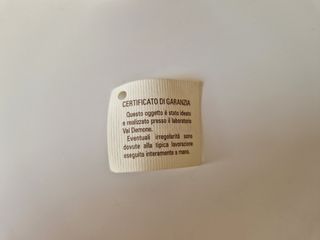 CERTIFICATO DI GARANZIA
Questo oggetto è stato ideato
e realizzato presso il laboratorio
Val Demone.
Eventuali irregolarità sono
dovute alla tipica lavorazione
eseguita interamente a mano.